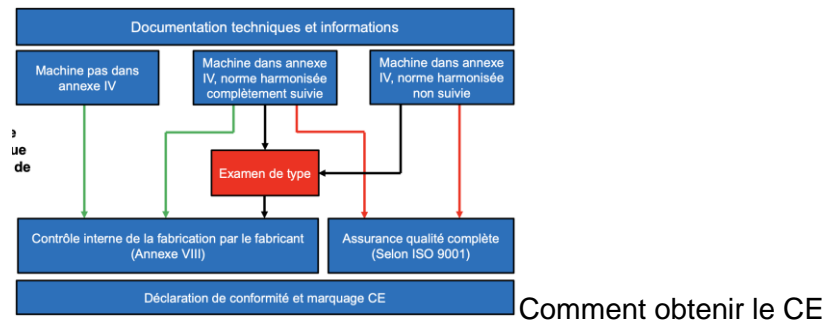 Documentation techniques et informations
Machine pas dans
annexe IV
Machine dans annexe
IV, norme harmonisée
complètement suivie
Machine dans annexe
IV, norme harmonisée
non suivie
de
Examen de type
Contrôle interne de la fabrication par le fabricant
(Annexe VIII)
Assurance qualité complète
(Selon ISO 9001)
Déclaration de conformité et marquage CE
Comment obtenir le CE